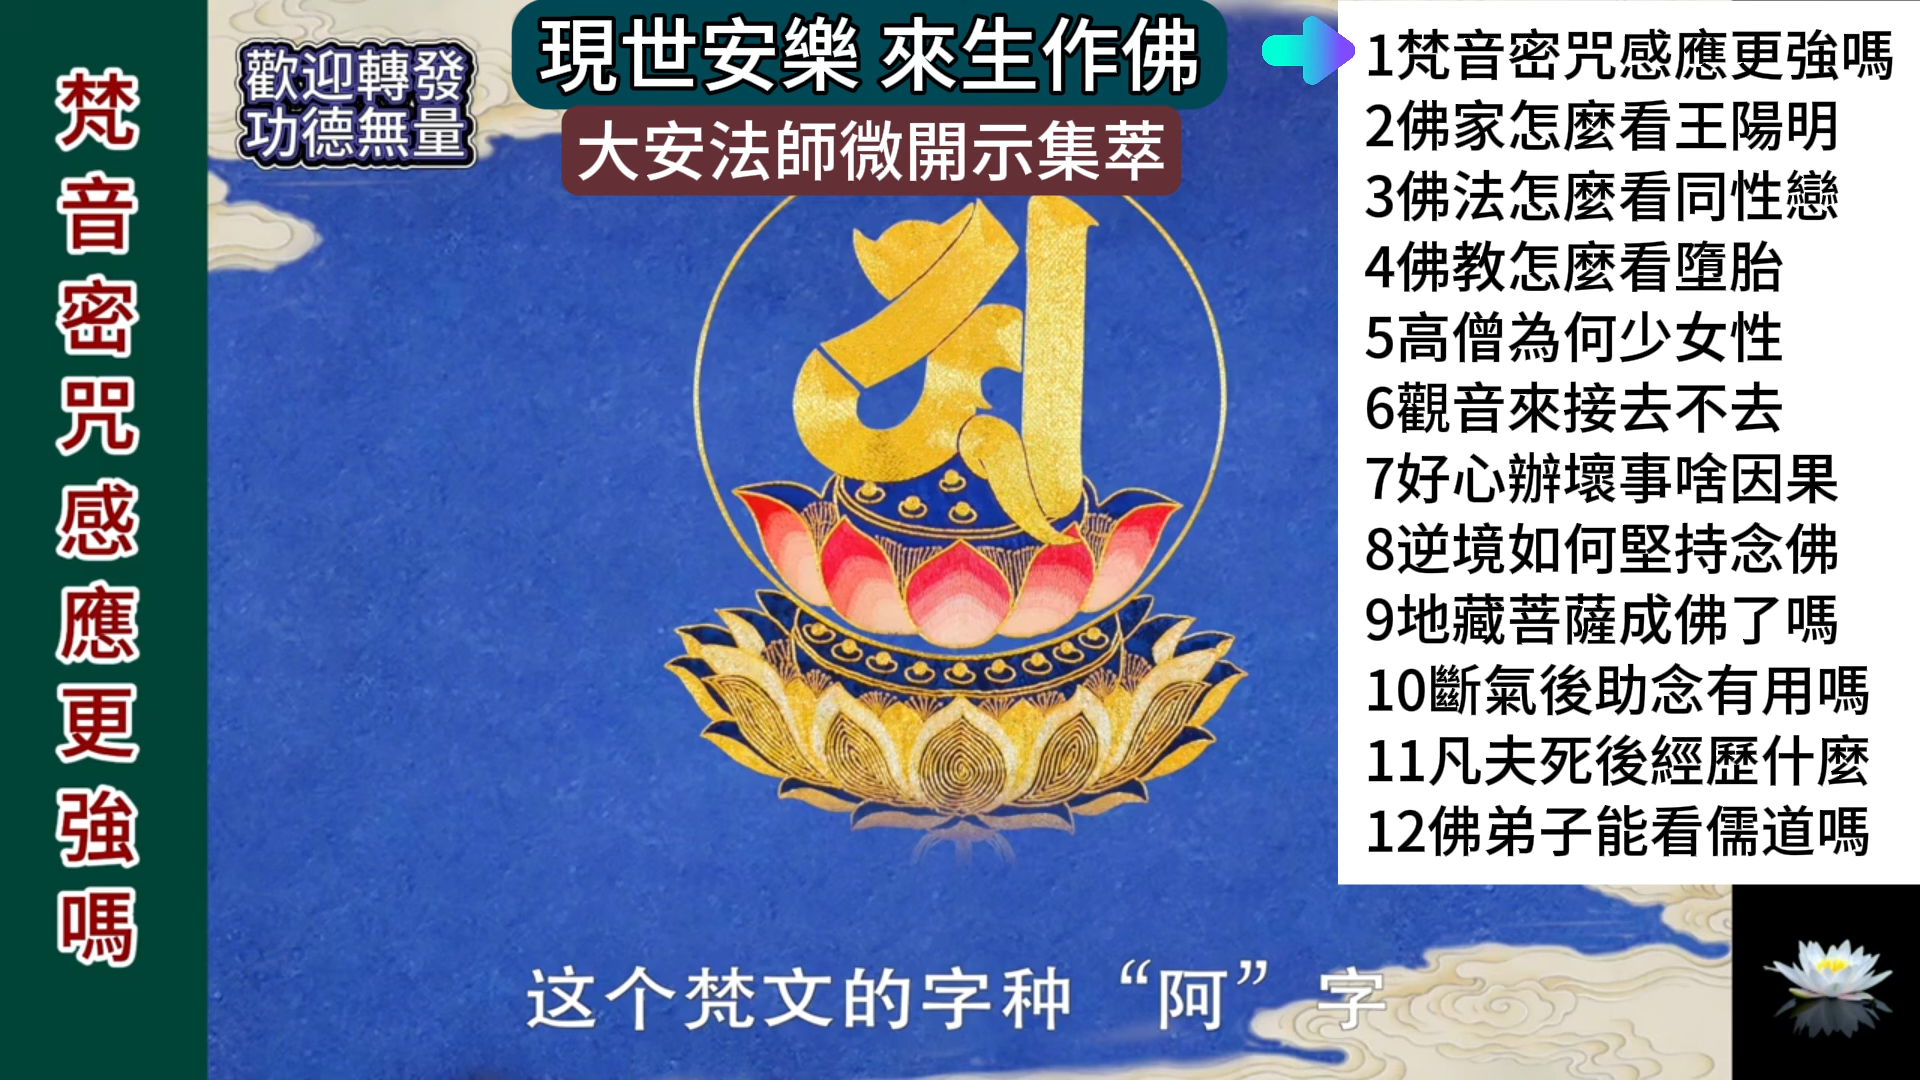 梵音密咒感應更強嗎
歡迎轉發
功德無量
現世安樂 來生作佛
大安法師微開示集萃
1梵音密咒感應更強嗎
2佛家怎麼看王陽明
3佛法怎麼看同性戀
4佛教怎麼看墮胎
5高僧為何少女性
6觀音來接去不去
7好心辦壞事啥因果
8逆境如何堅持念佛
9地藏菩薩成佛了嗎
10斷氣後助念有用嗎
11凡夫死後經歷什麼
12佛弟子能看儒道嗎
这个梵文的字种“阿”字